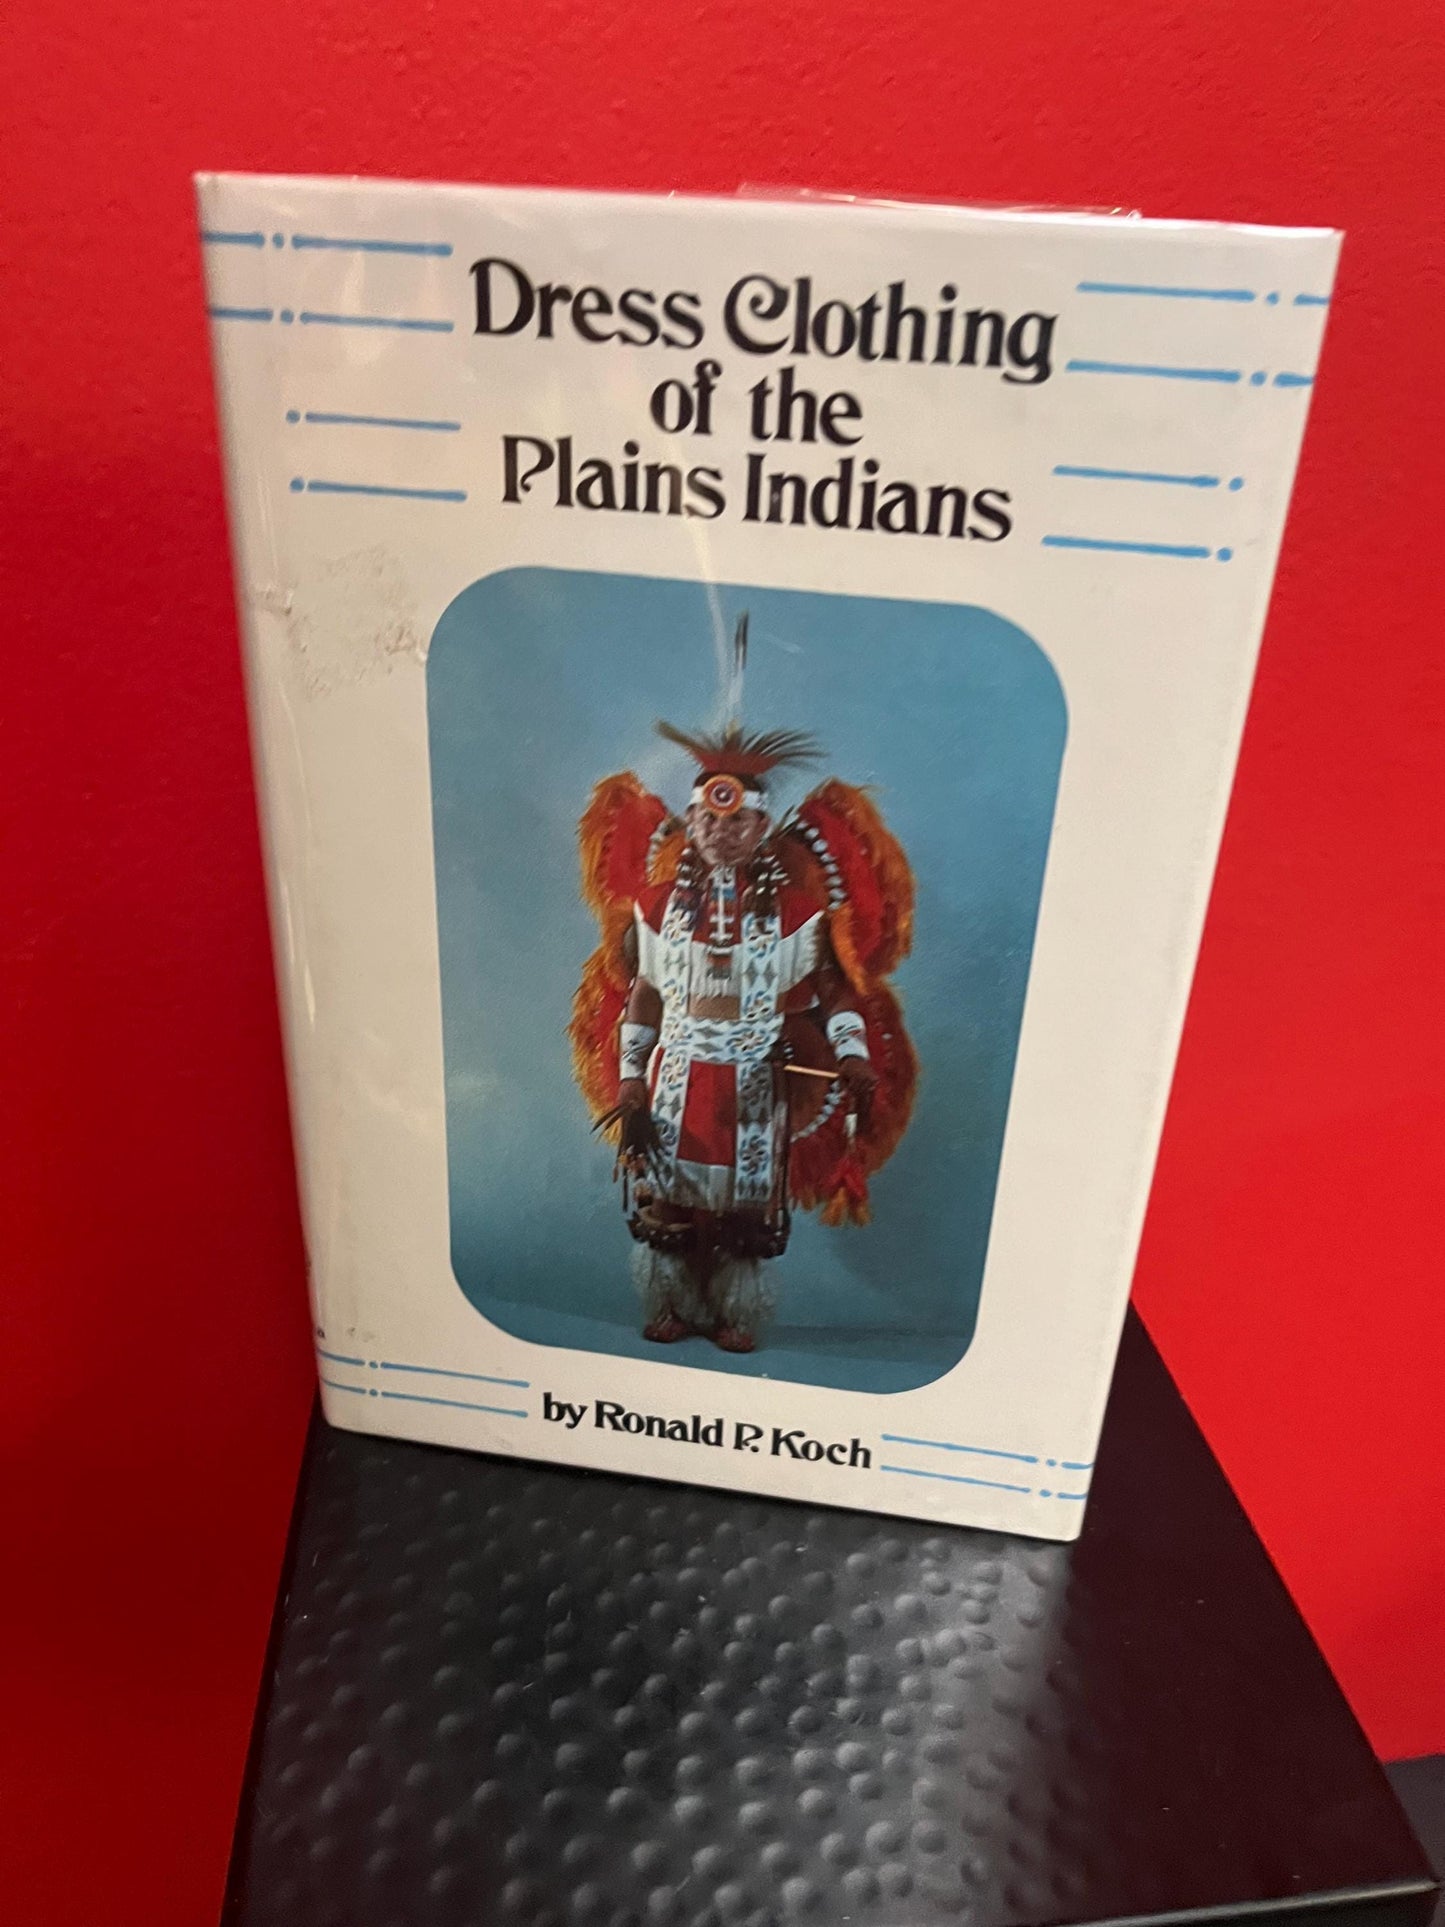 Dress Clothing
of the
Plains Indians
by Ronald P. Koch